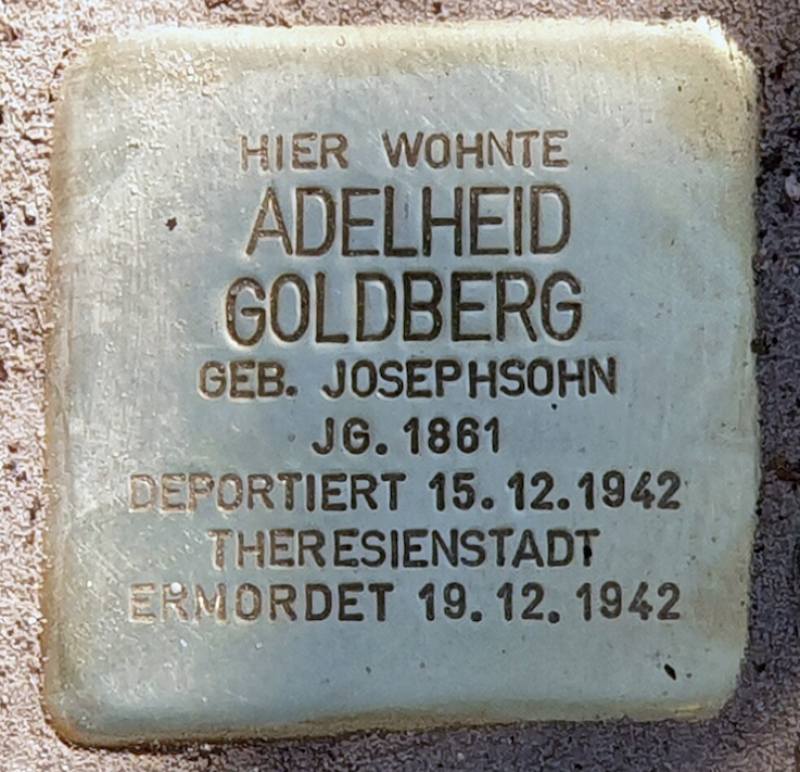 HIER WOHNTE
ADELHEID
GOLDBERG
GEB. JOSEPHSOHN
JG. 1861
DEPORTIERT 15.12.1942
THERESIENSTADT
ERMORDET 19.12.1942